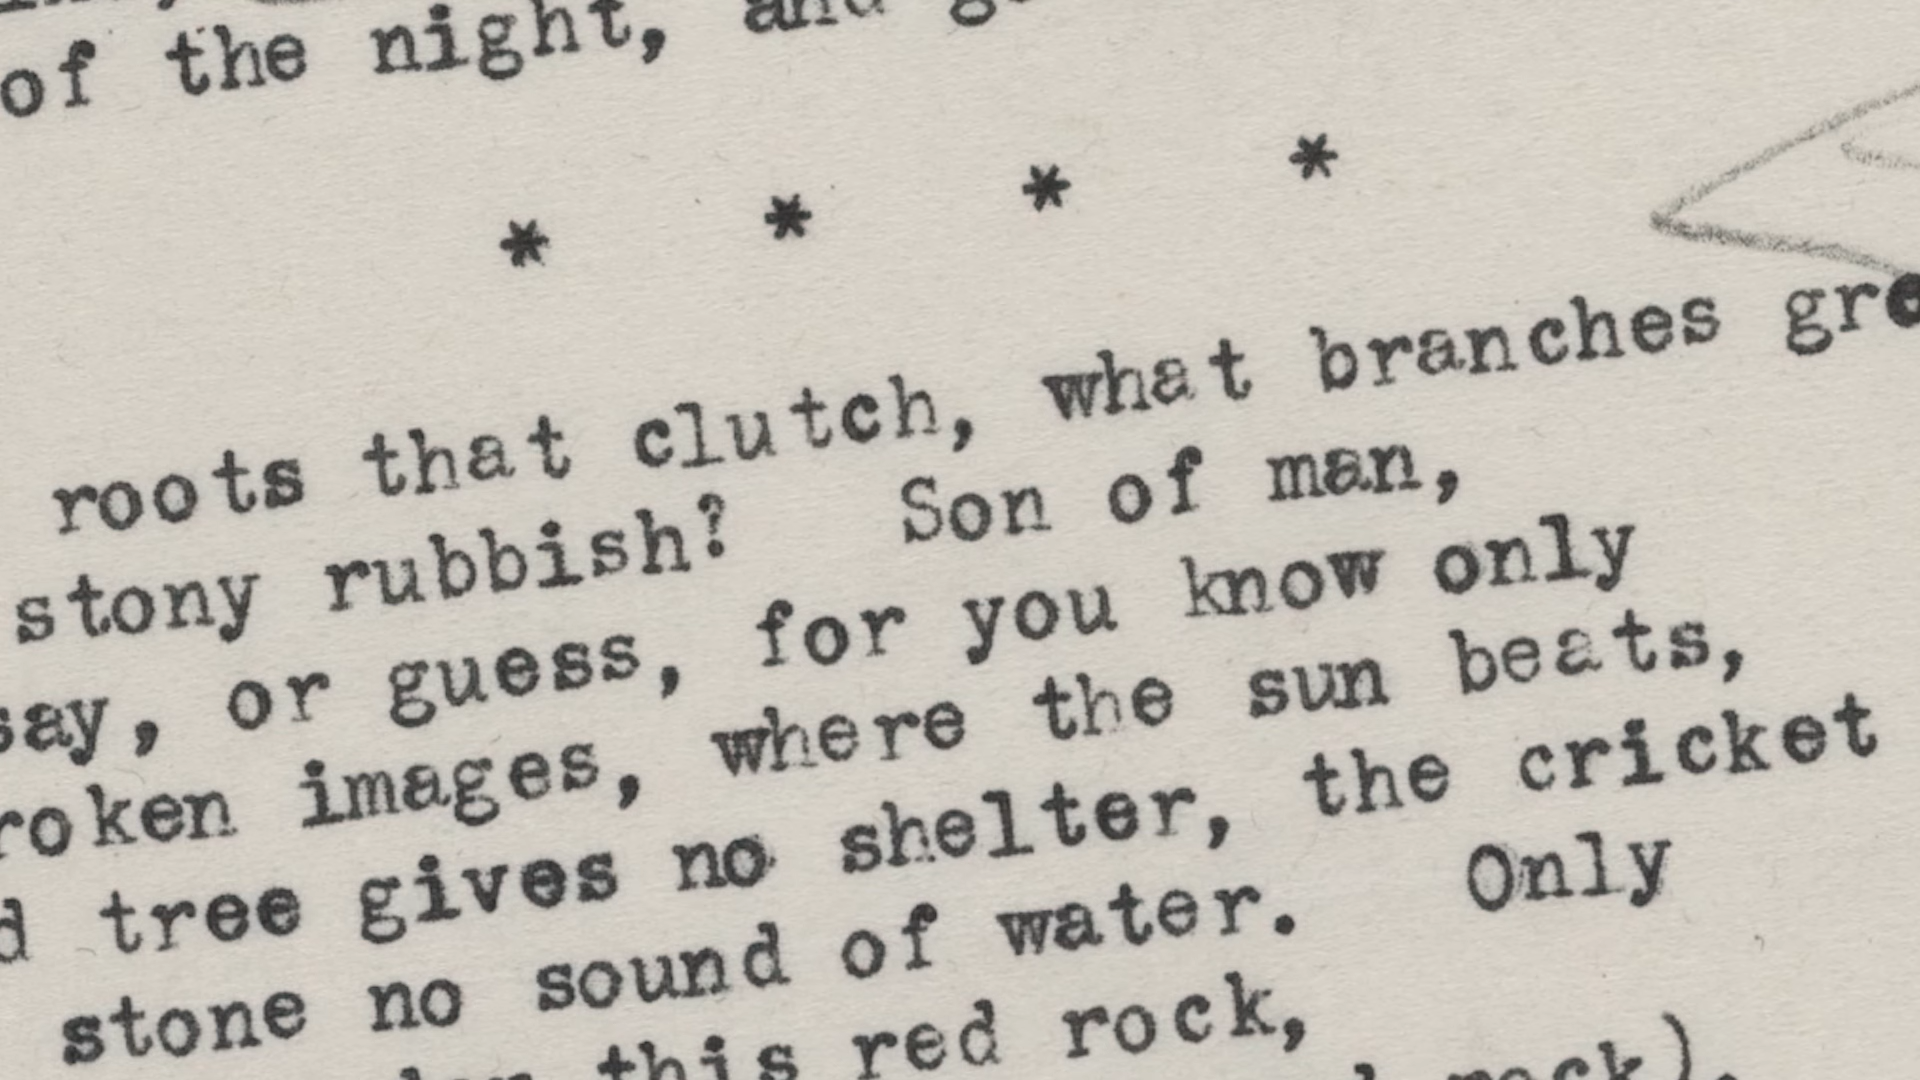 of the night, and
* * * *
roots that clutch, what branches
stony rubbish? Son of man,
say, or guess, for you know only
images, where the sun beats,
tree gives no shelter, the cricket
stone no sound of water. Only
this red rock,
rock).